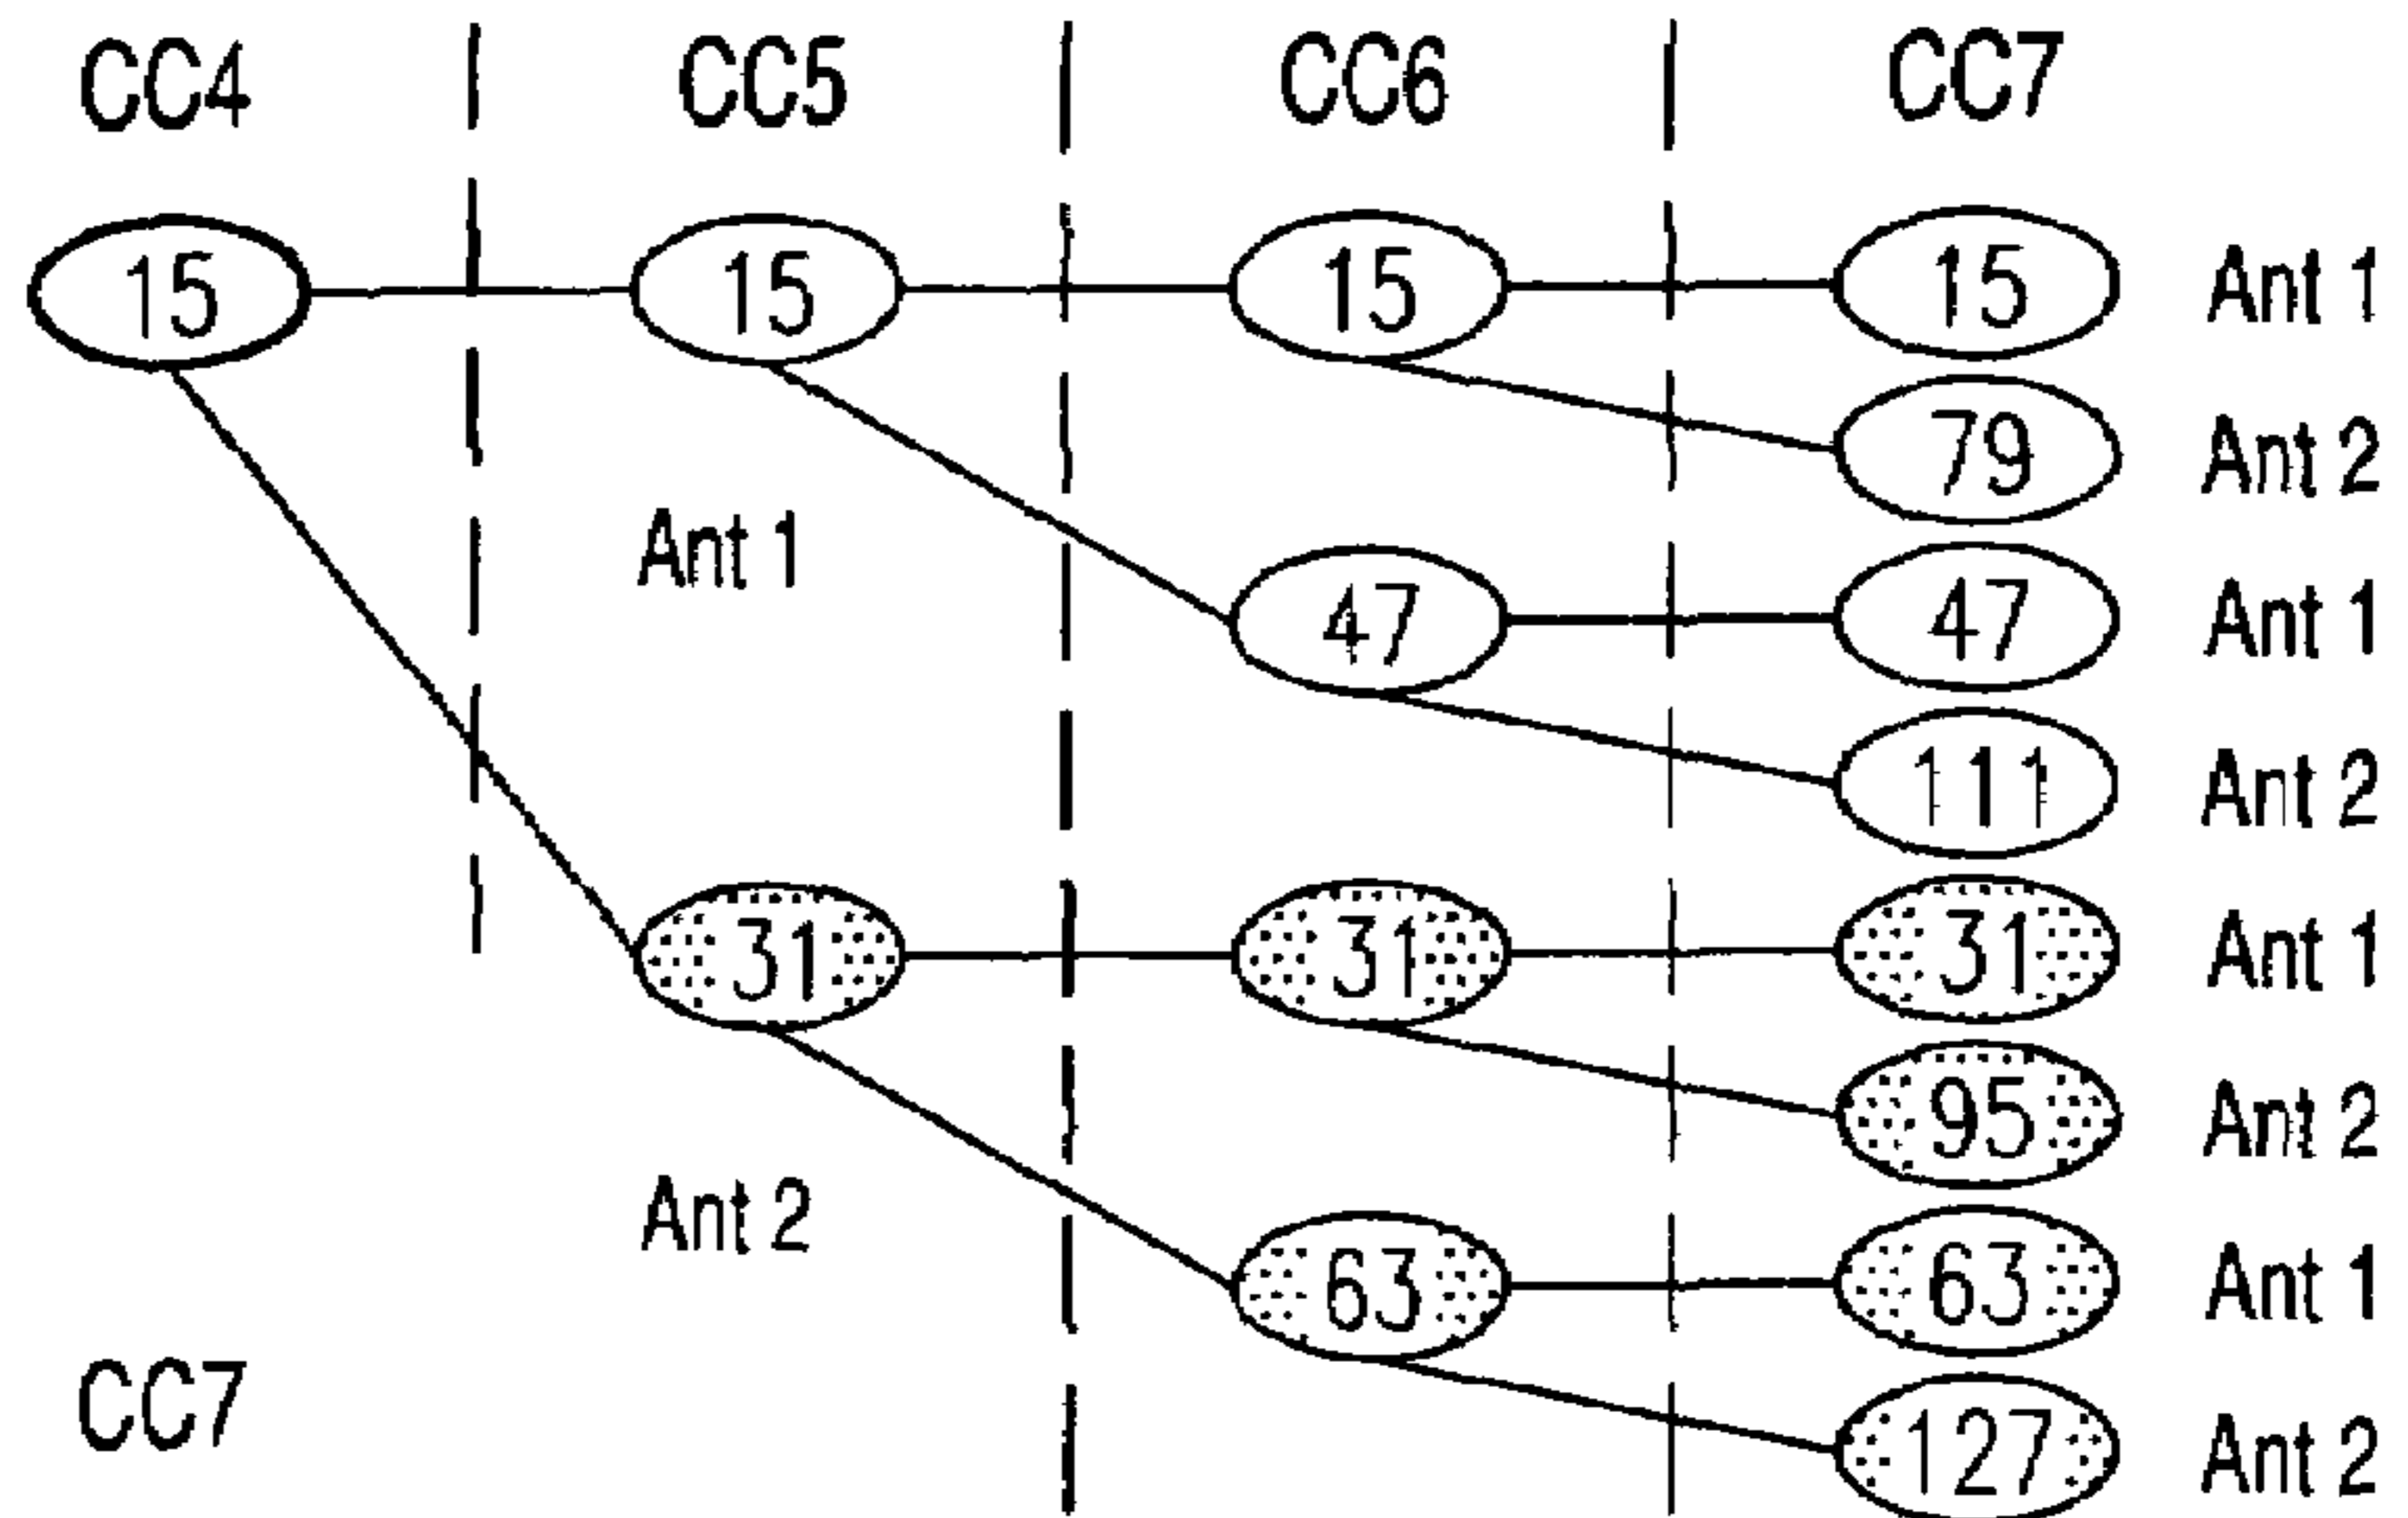 CC4 CC5 CC6 CC7
15 15 15 15 Ant 1
79 Ant 2
Ant 1
47 47 Ant 1
111 Ant 2
31 31 31 Ant 1
95 Ant 2
Ant 2
63 63 Ant 1
CC7
127 Ant 2